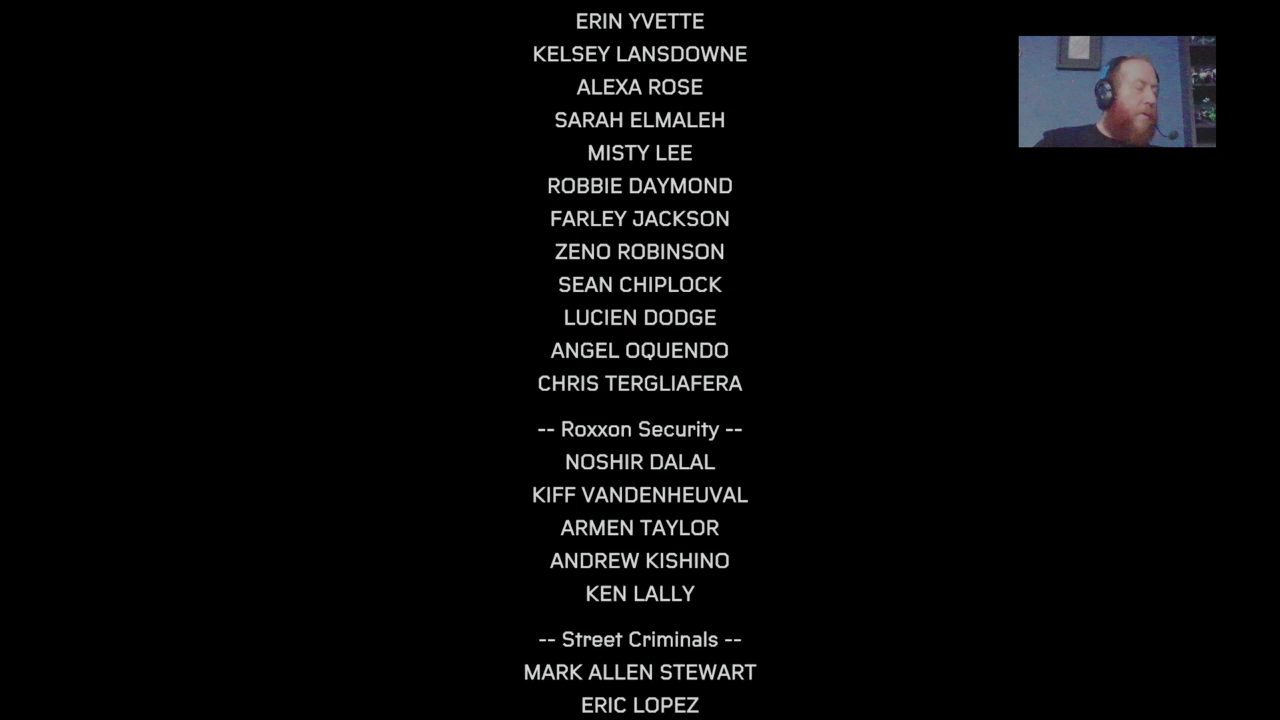 ERIN YVETTE
KELSEY LANSDOWNE
ALEXA ROSE
SARAH ELMALEH
MISTY LEE
ROBBIE DAYMOND
FARLEY JACKSON
ZENO ROBINSON
SEAN CHIPLOCK
LUCIEN DODGE
ANGEL OQUENDO
CHRIS TERGLIAFERA
-- Roxxon Security --
NOSHIR DALAL
KIFF VANDENHEUVAL
ARMEN TAYLOR
ANDREW KISHINO
KEN LALLY
-- Street Criminals --
MARK ALLEN STEWART
ERIC LOPEZ